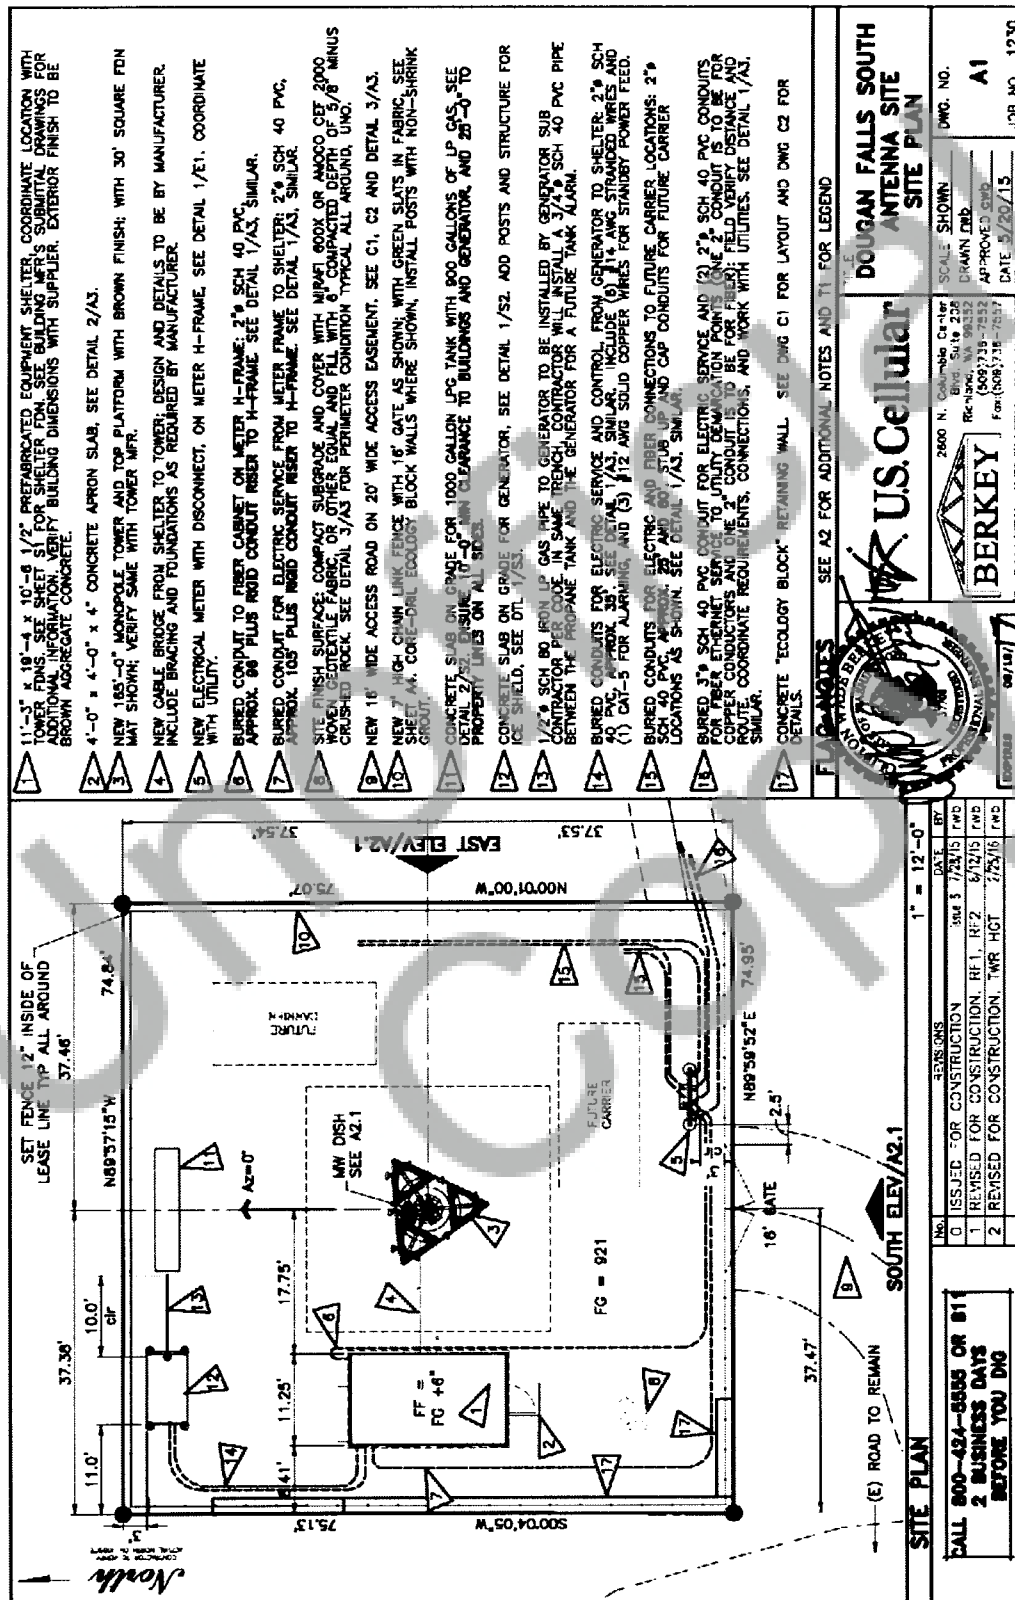 11'-3" x 19'-4 x 10'-6 1/2" PREFABRICATED EQUIPMENT SHELTER, COORDINATE LOCATION WITH
TOWER FDNS. SEE SHEET S1 FOR SHELTER FDN. SEE BUILDING MFR'S SUBMITTAL DRAWINGS FOR
ADDITIONAL INFORMATION. VERIFY BUILDING DIMENSIONS WITH SUPPLIER. EXTERIOR FINISH TO BE
BROWN AGGREGATE CONCRETE.
1
2
4'-0" x 4'-0" x 4" CONCRETE APRON SLAB, SEE DETAIL 2/A3.
3
NEW 165'-0" MONOPOLE TOWER AND TOP PLATFORM WITH BROWN FINISH; WITH 30' SQUARE FDN
MAT SHOWN; VERIFY SAME WITH TOWER MFR.
4
NEW CABLE BRIDGE FROM SHELTER TO TOWER; DESIGN AND DETAILS TO BE BY MANUFACTURER.
INCLUDE BRACING AND FOUNDATIONS AS REQUIRED BY MANUFACTURER.
5
NEW ELECTRICAL METER WITH DISCONNECT, ON METER H-FRAME, SEE DETAIL 1/E1. COORDINATE
WITH UTILITY.
6
BURIED CONDUIT TO FIBER CABINET ON METER H-FRAME: 2"ø SCH 40 PVC,
APPROX. 96' PLUS RIGID CONDUIT RISER TO H-FRAME. SEE DETAIL 1/A3, SIMILAR.
7
BURIED CONDUIT FOR ELECTRIC SERVICE FROM METER FRAME TO SHELTER: 2"ø SCH 40 PVC,
APPROX. 105' PLUS RIGID CONDUIT RISER TO H-FRAME. SEE DETAIL 1/A3, SIMILAR.
8
SITE FINISH SURFACE: COMPACT SUBGRADE AND COVER WITH MIRAFI 600X OR AMOCO CEF 2000
WOVEN GEOTEXTILE FABRIC, OR OTHER EQUAL AND FILL WITH 6" COMPACTED DEPTH OF 5/8" MINUS
CRUSHED ROCK. SEE DETAIL 3/A3 FOR PERIMETER CONDITION TYPICAL ALL AROUND, UNO.
9
NEW 16' WIDE ACCESS ROAD ON 20' WIDE ACCESS EASEMENT. SEE C1, C2 AND DETAIL 3/A3.
10
NEW 7' HIGH CHAIN LINK FENCE WITH 16' GATE AS SHOWN; WITH GREEN SLATS IN FABRIC, SEE
SHEET A4. CORE-DRILL ECOLOGY BLOCK WALLS WHERE SHOWN, INSTALL POSTS WITH NON-SHRINK
GROUT.
11
CONCRETE SLAB ON GRADE FOR 1000 GALLON LPG TANK WITH 900 GALLONS OF LP GAS, SEE
DETAIL 2/S2. ENSURE 10'-0" MIN CLEARANCE TO BUILDINGS AND GENERATOR, AND 25'-0" TO
PROPERTY LINES ON ALL SIDES.
12
CONCRETE SLAB ON GRADE FOR GENERATOR, SEE DETAIL 1/S2. ADD POSTS AND STRUCTURE FOR
ICE SHIELD, SEE DTL 1/S3.
13
1/2"ø SCH 80 IRON LP GAS PIPE TO GENERATOR TO BE INSTALLED BY GENERATOR SUB
CONTRACTOR PER CODE. IN SAME TRENCH, CONTRACTOR WILL INSTALL A 3/4"ø SCH 40 PVC PIPE
BETWEEN THE PROPANE TANK AND THE GENERATOR FOR A FUTURE TANK ALARM.
14
BURIED CONDUITS FOR ELECTRIC SERVICE AND CONTROL, FROM GENERATOR TO SHELTER: 2"ø SCH
40 PVC, APPROX. 35'. SEE DETAIL 1/A3, SIMILAR. INCLUDE (6) #14 AWG STRANDED WIRES AND
(1) CAT-5 FOR ALARMING, AND (3) #12 AWG SOLID COPPER WIRES FOR STANDBY POWER FEED.
15
BURIED CONDUITS FOR ELECTRIC AND FIBER CONNECTIONS TO FUTURE CARRIER LOCATIONS: 2"ø
SCH 40 PVC, APPROX. 25' AND 60'. STUB UP AND CAP CONDUITS FOR FUTURE CARRIER
LOCATIONS AS SHOWN. SEE DETAIL 1/A3, SIMILAR.
16
BURIED 3"ø SCH 40 PVC CONDUIT FOR ELECTRIC SERVICE AND (2) 2"ø SCH 40 PVC CONDUITS
FOR FIBER ETHERNET SERVICE TO UTILITY DEMARCATION POINTS (ONE 2" CONDUIT IS TO BE FOR
COPPER CONDUCTORS AND ONE 2" CONDUIT IS TO BE FOR FIBER): FIELD VERIFY DISTANCE AND
ROUTE. COORDINATE REQUIREMENTS, CONNECTIONS, AND WORK WITH UTILITIES. SEE DETAIL 1/A3,
SIMILAR.
17
CONCRETE "ECOLOGY BLOCK" RETAINING WALL. SEE DWG C1 FOR LAYOUT AND DWG C2 FOR
DETAILS.
FLAG NOTES
SEE A2 FOR ADDITIONAL NOTES AND T1 FOR LEGEND
U.S. Cellular
BERKEY
2600 N. Columbia Center
Blvd. Suite 208
Richland, WA 99352
DOUGAN FALLS SOUTH
ANTENNA SITE
SITE PLAN
SCALE SHOWN
DRAWN rwb
APPROVED cwb
DATE 5/20/15
DWG. NO.
A1
JOB NO. 1230
EXPIRES
North
SET FENCE 12" INSIDE OF
LEASE LINE TYP ALL AROUND
37.38'
37.46'
N89°57'15"W
74.84'
11.0'
10.0'
clr
3"
Az=0°
MW DISH
SEE A2.1
FUTURE
CARRIER
FUTURE
CARRIER
11.25'
17.75'
FF =
FG +6"
FG = 921
75.13'
S00°04'05"W
75.07'
N00°01'00"W
37.54'
37.53'
EAST ELEV/A2.1
N89°59'52"E
74.95'
2.5'
16' GATE
37.47'
SOUTH ELEV/A2.1
(E) ROAD TO REMAIN
SITE PLAN
1" = 12'-0"
CALL 800-424-5555 OR 811
2 BUSINESS DAYS
BEFORE YOU DIG
No. REVISIONS DATE BY
0 ISSUED FOR CONSTRUCTION 7/28/15 rwb
1 REVISED FOR CONSTRUCTION, RF1, RF2 8/12/15 rwb
2 REVISED FOR CONSTRUCTION, TWR HGT 2/25/16 rwb
Unofficial
Copy